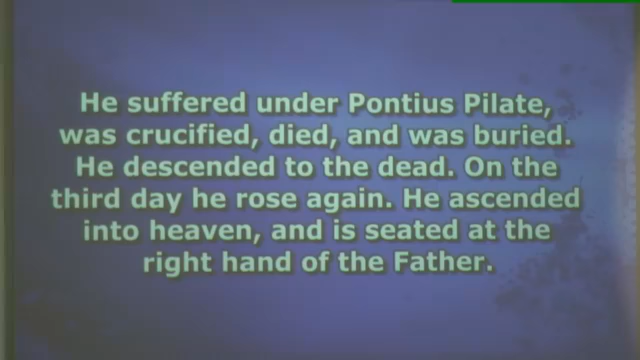 He suffered under Pontius Pilate,
was crucified, died, and was buried.
He descended to the dead. On the
third day he rose again. He ascended
into heaven, and is seated at the
right hand of the Father.